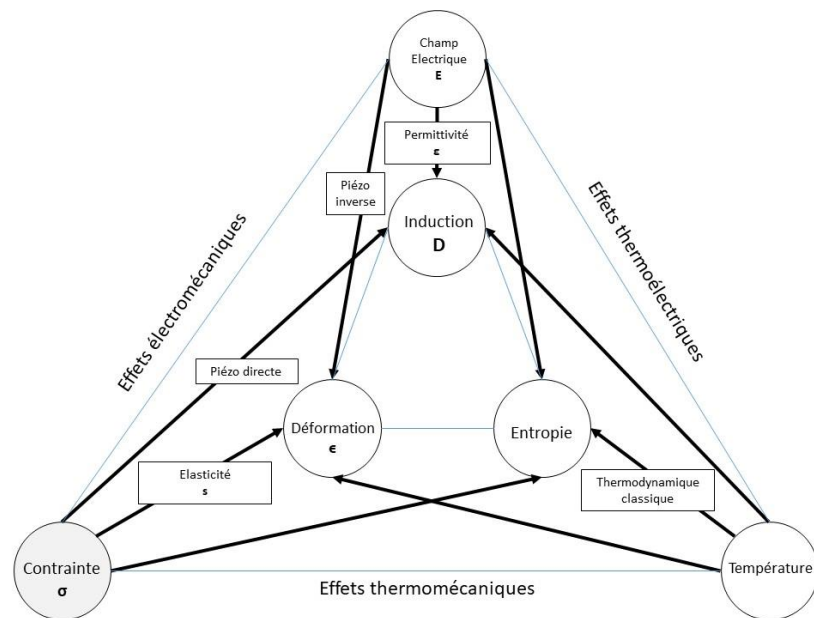 Champ
Electrique
E
Permittivité
ε
Piézo
inverse
Induction
D
Effets électromécaniques
Effets thermoélectriques
Piézo directe
Déformation
ϵ
Entropie
Elasticité
s
Thermodynamique
classique
Contrainte
σ
Température
Effets thermomécaniques